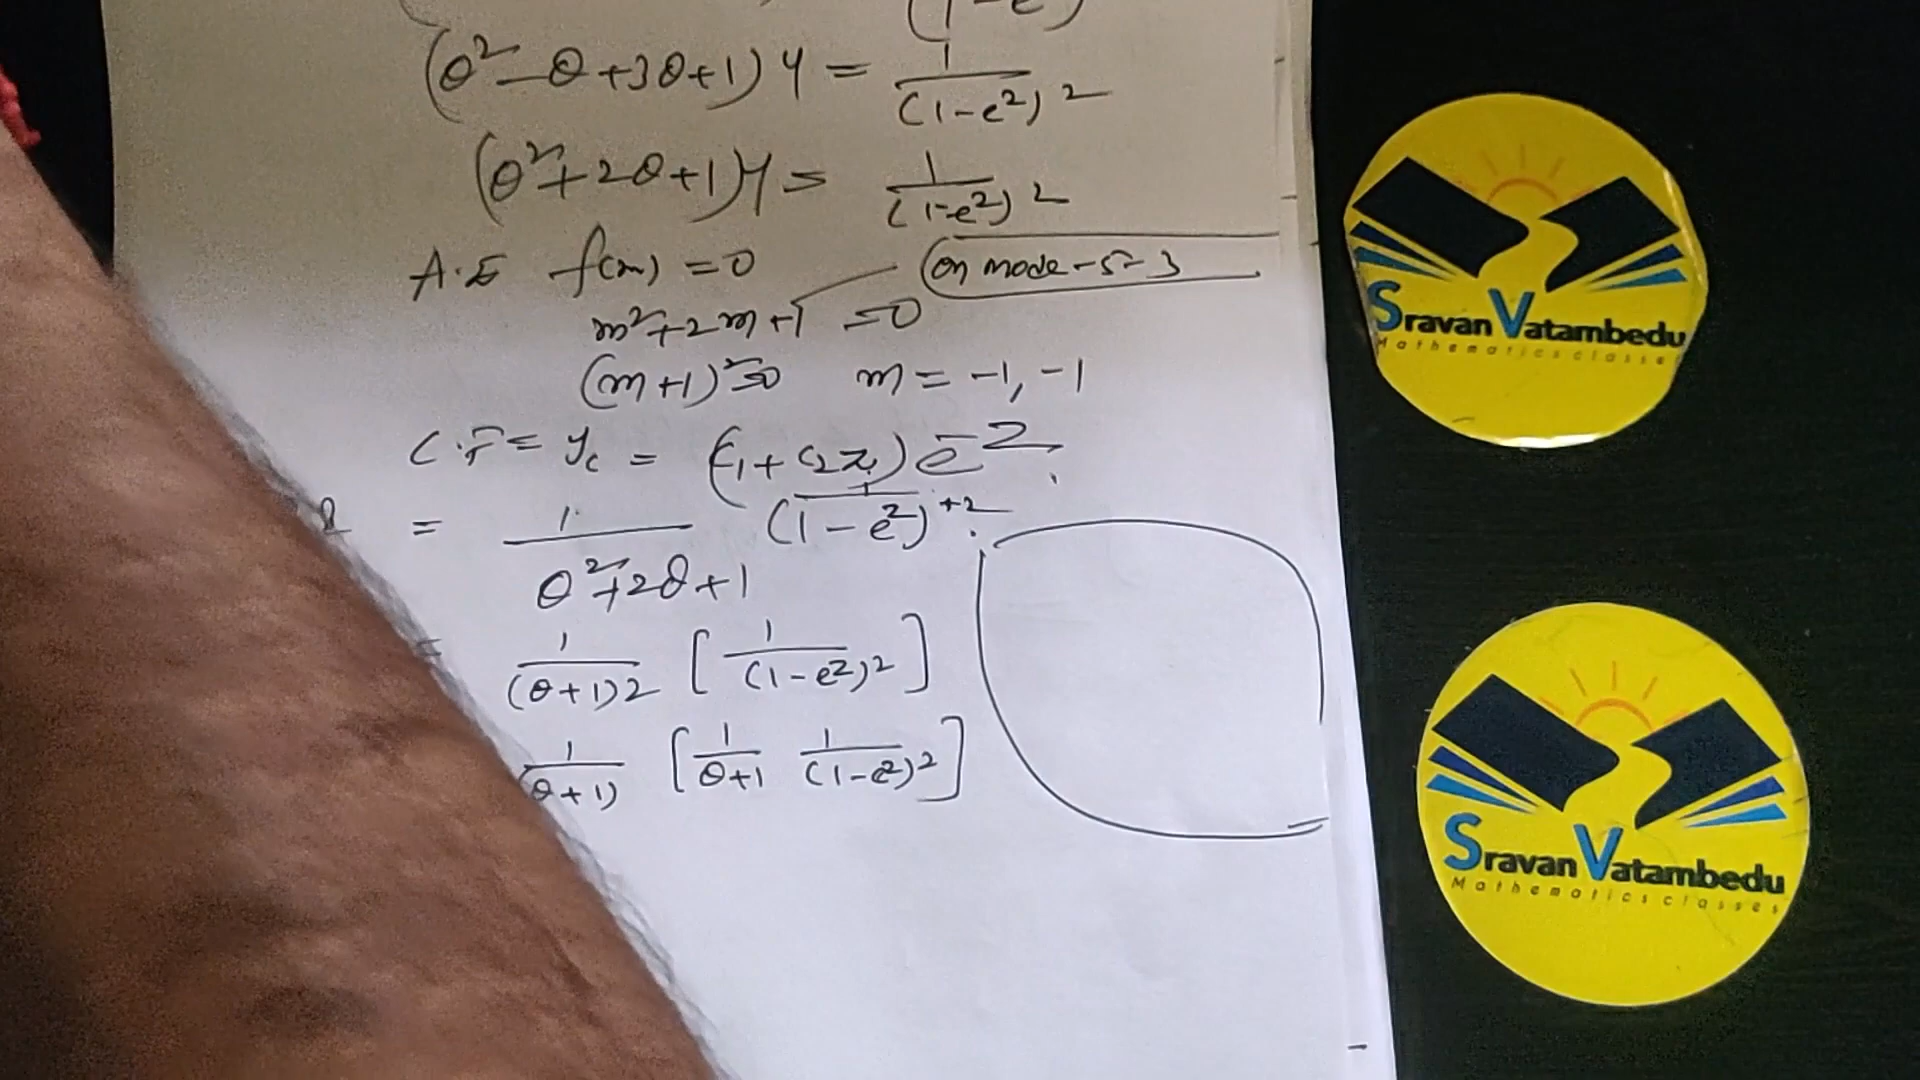 (1-e
(θ²-θ+3θ+1)y = 1/(1-e^z)²
(θ²+2θ+1)y = 1/(1-e^z)²
A.E f(m) =0 on mode-5-3
m²+2m+1 =0
(m+1)²=0 m = -1,-1
C.F = y_c = (c₁+c₂z)e^-z
= 1/(θ²+2θ+1) 1/(1-e^z)^+2
= 1/(θ+1)² [1/(1-e^z)²]
1/(θ+1) [1/(θ+1) 1/(1-e^z)²]
Sravan Vatambedu
Mathematics classes
Sravan Vatambedu
Mathematics classes